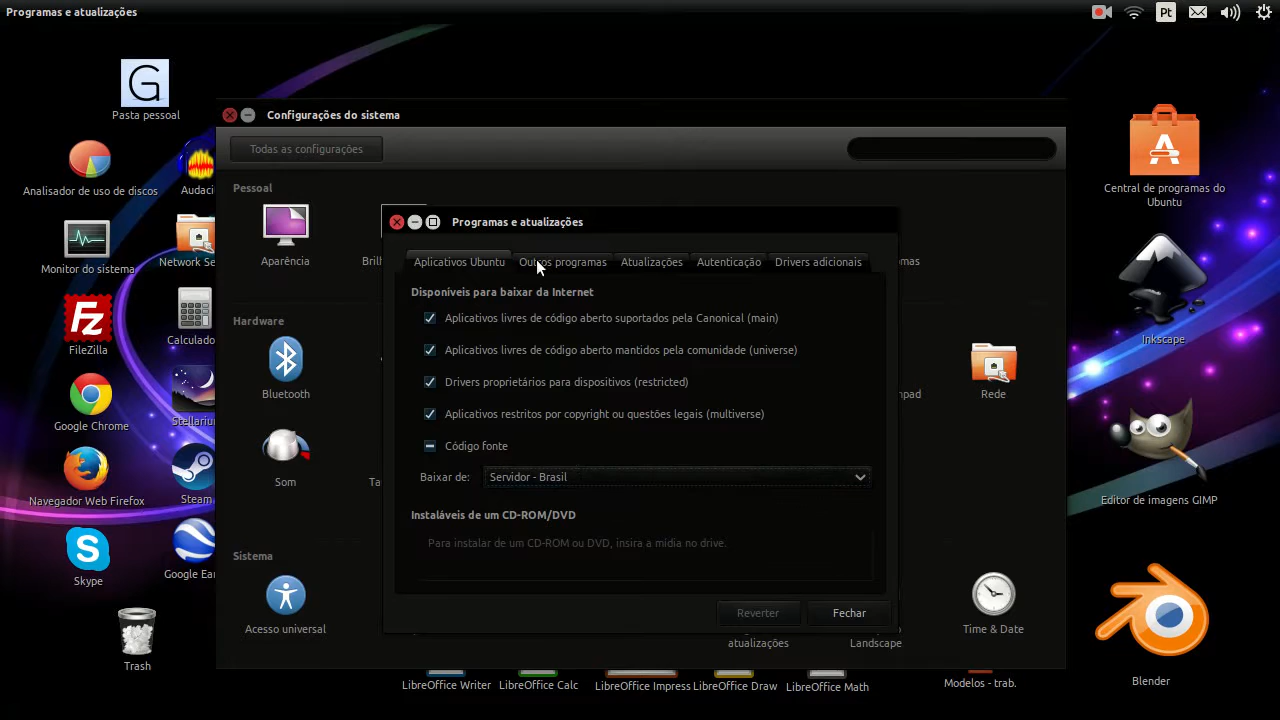 Programas e atualizações
Pt
G
Pasta pessoal
Configurações do sistema
Todas as configurações
Analisador de uso de discos
Audac
Central de programas do
Ubuntu
Pessoal
Programas e atualizações
Monitor do sistema
Network Se
Aparência
Bril
Aplicativos Ubuntu
Outros programas
Atualizações
Autenticação
Drivers adicionais
omas
Disponíveis para baixar da Internet
Aplicativos livres de código aberto suportados pela Canonical (main)
Hardware
Fz
FileZilla
Calculado
Inkscape
Aplicativos livres de código aberto mantidos pela comunidade (universe)
Drivers proprietários para dispositivos (restricted)
Bluetooth
npad
Rede
Google Chrome
Stellariu
Aplicativos restritos por copyright ou questões legais (multiverse)
Código fonte
Baixar de:
Servidor - Brasil
Som
Ta
Navegador Web Firefox
Steam
Editor de imagens GIMP
Instaláveis de um CD-ROM/DVD
Para instalar de um CD-ROM ou DVD, insira a mídia no drive.
Sistema
S
Skype
Google Ear
Reverter
Fechar
Acesso universal
atualizações
Landscape
Time & Date
Trash
LibreOffice Writer
LibreOffice Calc
LibreOffice Impress
LibreOffice Draw
LibreOffice Math
Modelos - trab.
Blender